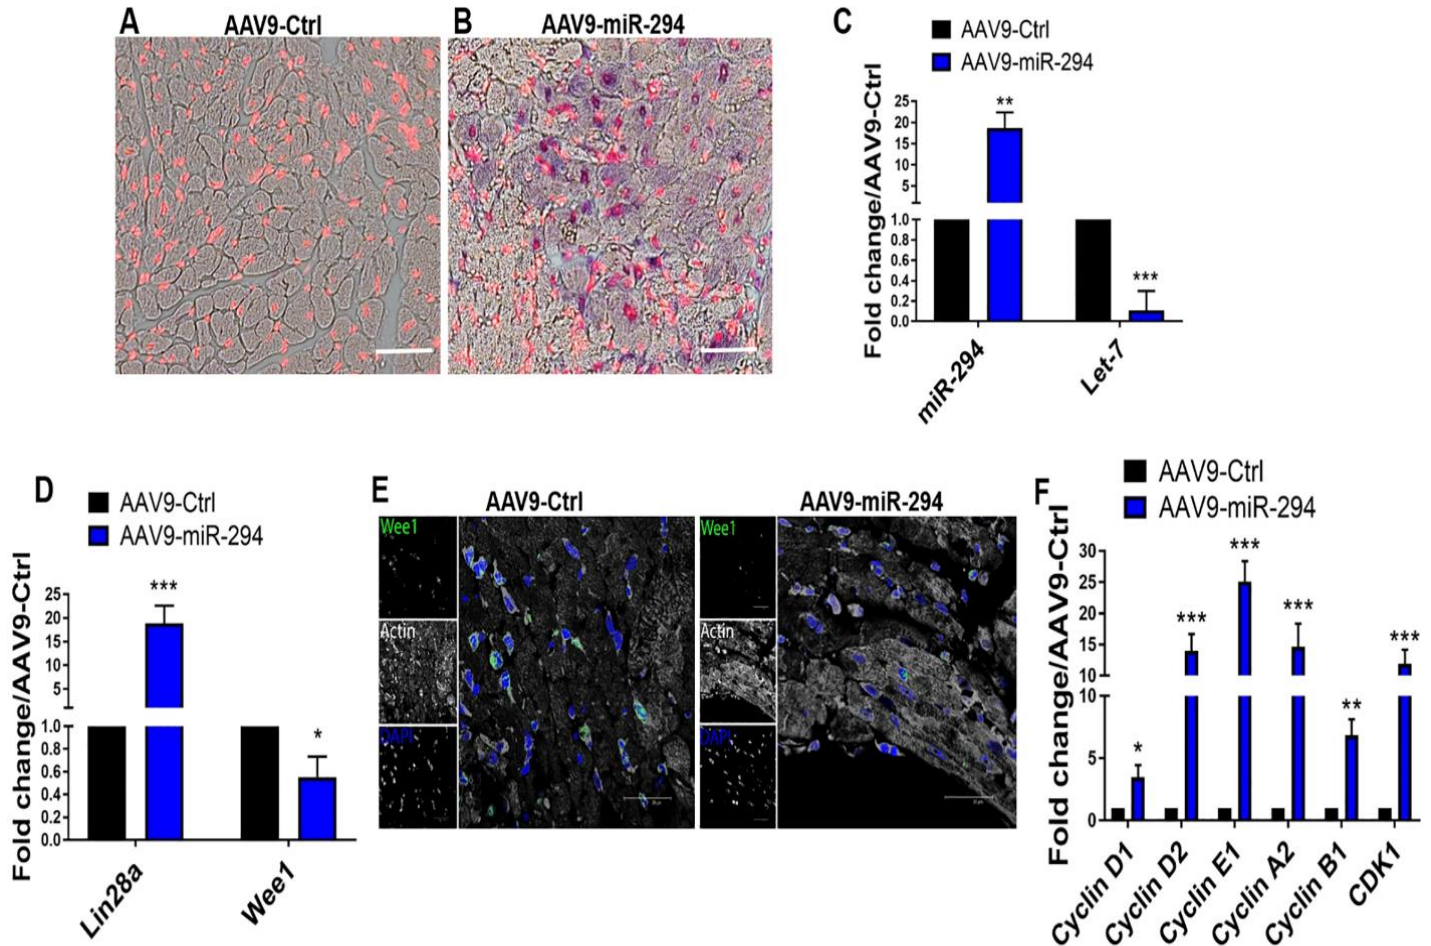 A
AAV9-Ctrl
B
AAV9-miR-294
C
AAV9-Ctrl
AAV9-miR-294
Fold change/AAV9-Ctrl
25
20
15
10
5
1.0
0.8
0.6
0.4
0.2
0.0
**
***
miR-294
Let-7
D
AAV9-Ctrl
AAV9-miR-294
Fold change/AAV9-Ctrl
25
20
15
10
5
1.0
0.8
0.6
0.4
0.2
0.0
***
*
Lin28a
Wee1
E
AAV9-Ctrl
Wee1
Actin
DAPI
AAV9-miR-294
Wee1
Actin
DAPI
F
AAV9-Ctrl
AAV9-miR-294
Fold change/AAV9-Ctrl
30
25
20
15
10
10
5
0
*
***
***
***
**
***
Cyclin D1
Cyclin D2
Cyclin E1
Cyclin A2
Cyclin B1
CDK1